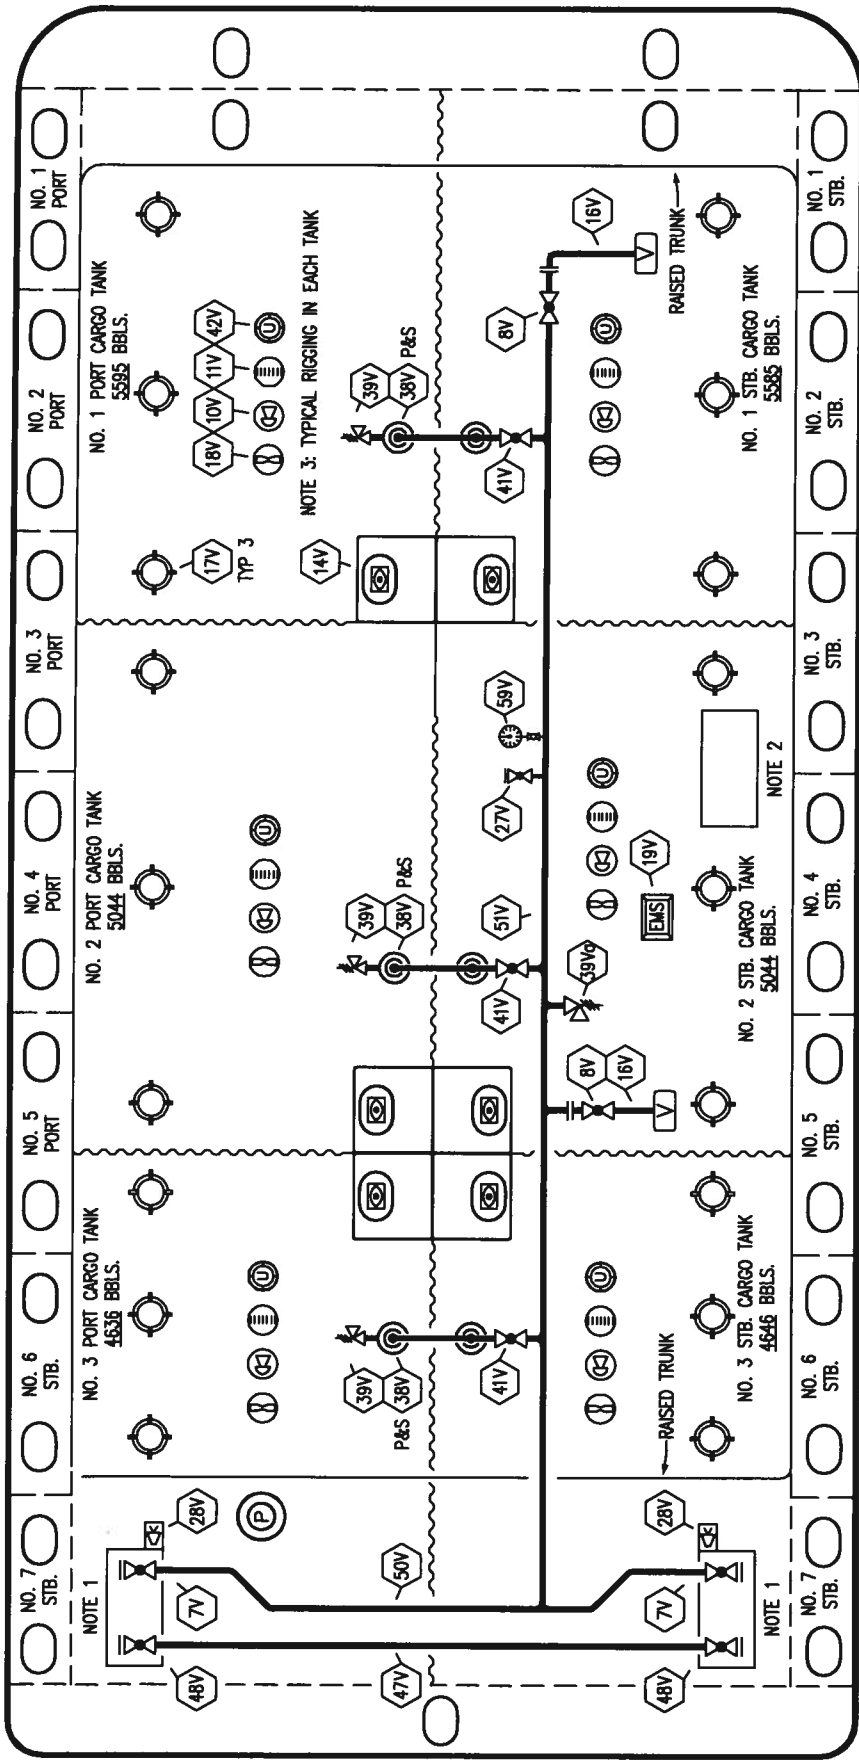 NO. 1
PORT
NO. 2
PORT
NO. 3
PORT
NO. 4
PORT
NO. 5
PORT
NO. 6
STB.
NO. 7
STB.
NO. 1 PORT CARGO TANK
5595 BBLS.
18V
10V
11V
42V
U
NOTE 3: TYPICAL RIGGING IN EACH TANK
17V
TYP 3
14V
39V
38V
P&S
41V
8V
16V
V
RAISED TRUNK
U
NO. 1 STB. CARGO TANK
5585 BBLS.
NO. 2 PORT CARGO TANK
5044 BBLS.
U
39V
38V
P&S
41V
51V
27V
59V
39Vo
8V
16V
V
U
EMS
19V
NOTE 2
NO. 2 STB. CARGO TANK
5044 BBLS.
NO. 3 PORT CARGO TANK
4636 BBLS.
U
39V
38V
P&S
41V
U
NO. 3 STB. CARGO TANK
4646 BBLS.
RAISED TRUNK
NOTE 1
28V
P
7V
48V
50V
47V
28V
7V
48V
NOTE 1
NO. 1
STB.
NO. 2
STB.
NO. 3
STB.
NO. 4
STB.
NO. 5
STB.
NO. 6
STB.
NO. 7
STB.